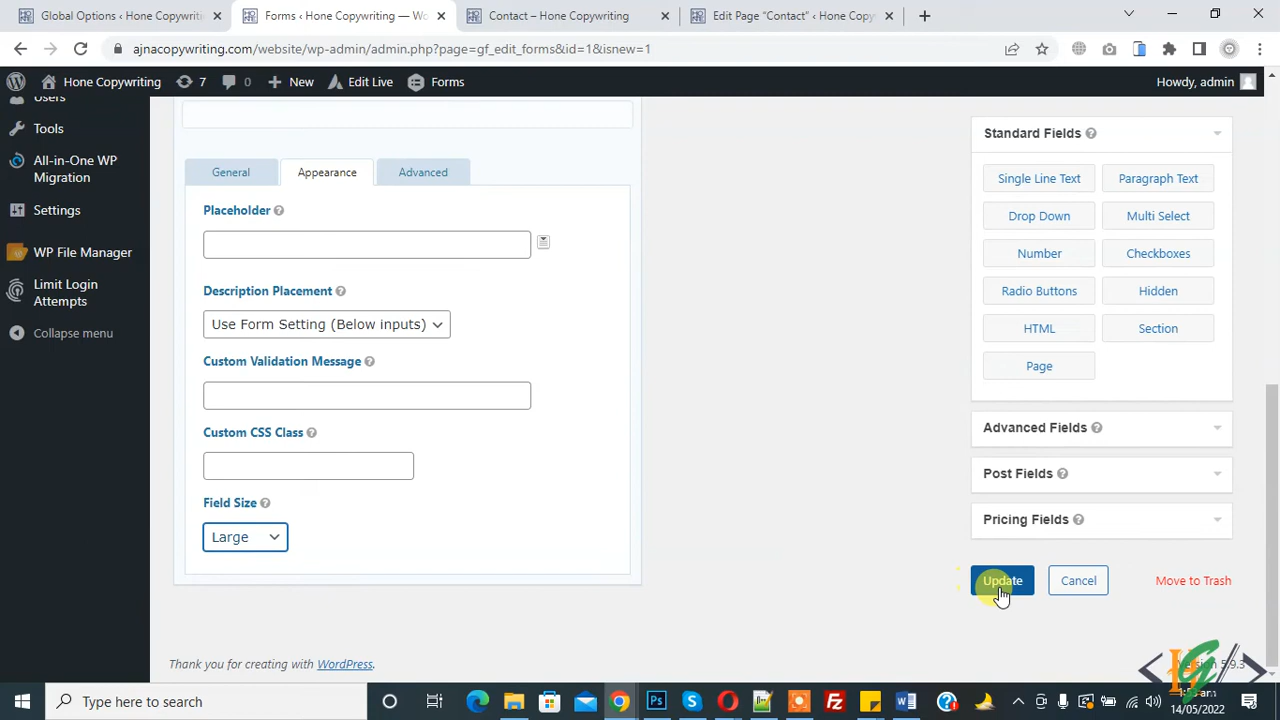 Global Options ‹ Hone Copywriti
Forms ‹ Hone Copywriting — Wo
Contact – Hone Copywriting
Edit Page “Contact” ‹ Hone Copy
ajnacopywriting.com/website/wp-admin/admin.php?page=gf_edit_forms&id=1&isnew=1
Hone Copywriting
7
0
New
Edit Live
Forms
Howdy, admin
Users
Tools
All-in-One WP
Migration
Settings
WP File Manager
Limit Login
Attempts
Collapse menu
General
Appearance
Advanced
Placeholder
Description Placement
Use Form Setting (Below inputs)
Custom Validation Message
Custom CSS Class
Field Size
Large
Standard Fields
Single Line Text
Paragraph Text
Drop Down
Multi Select
Number
Checkboxes
Radio Buttons
Hidden
HTML
Section
Page
Advanced Fields
Post Fields
Pricing Fields
Update
Cancel
Move to Trash
Thank you for creating with WordPress.
Type here to search
14/05/2022